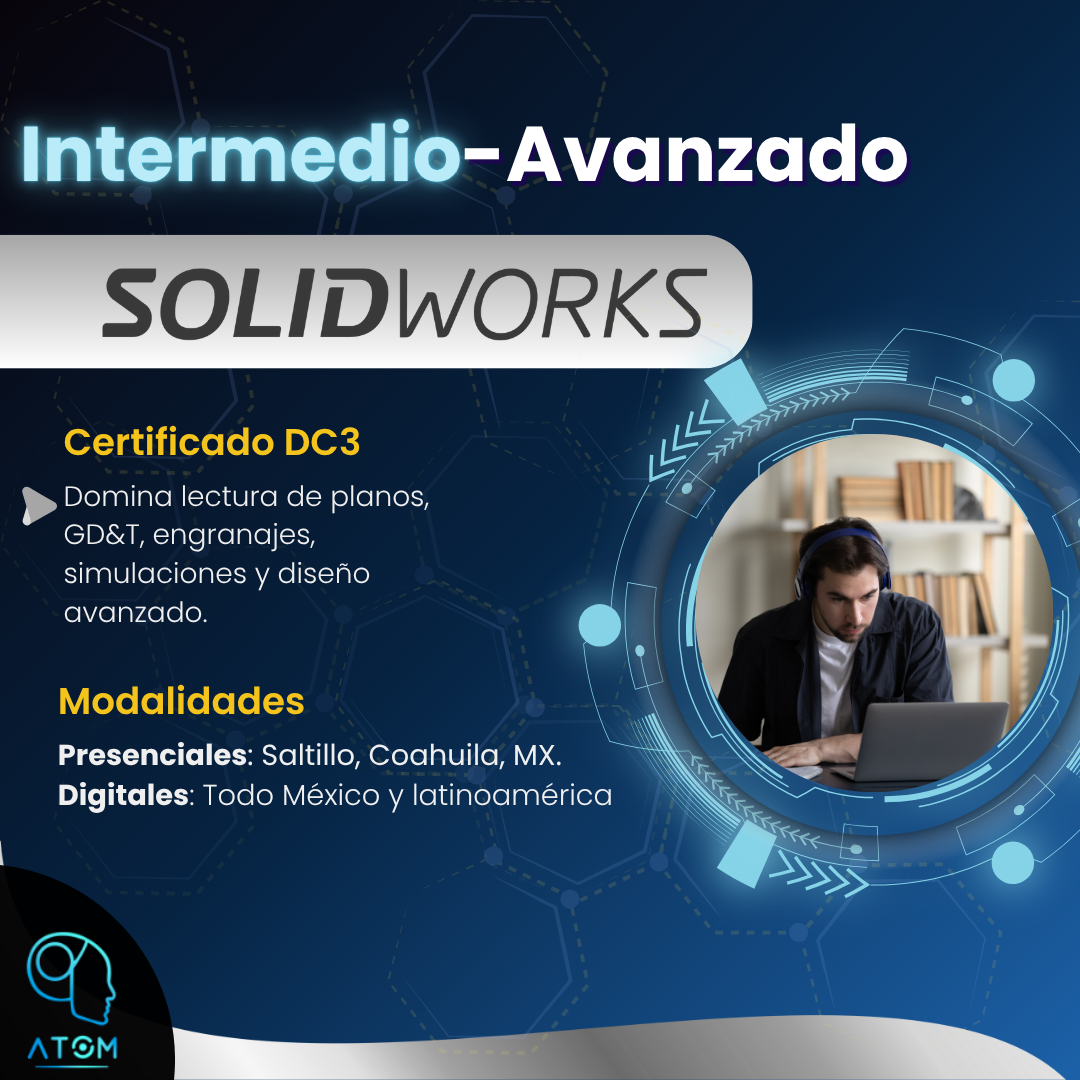 Intermedio-Avanzado
SOLIDWORKS
Certificado DC3
Domina lectura de planos,
GD&T, engranajes,
simulaciones y diseño
avanzado.
Modalidades
Presenciales: Saltillo, Coahuila, MX.
Digitales: Todo México y latinoamérica
ATOM